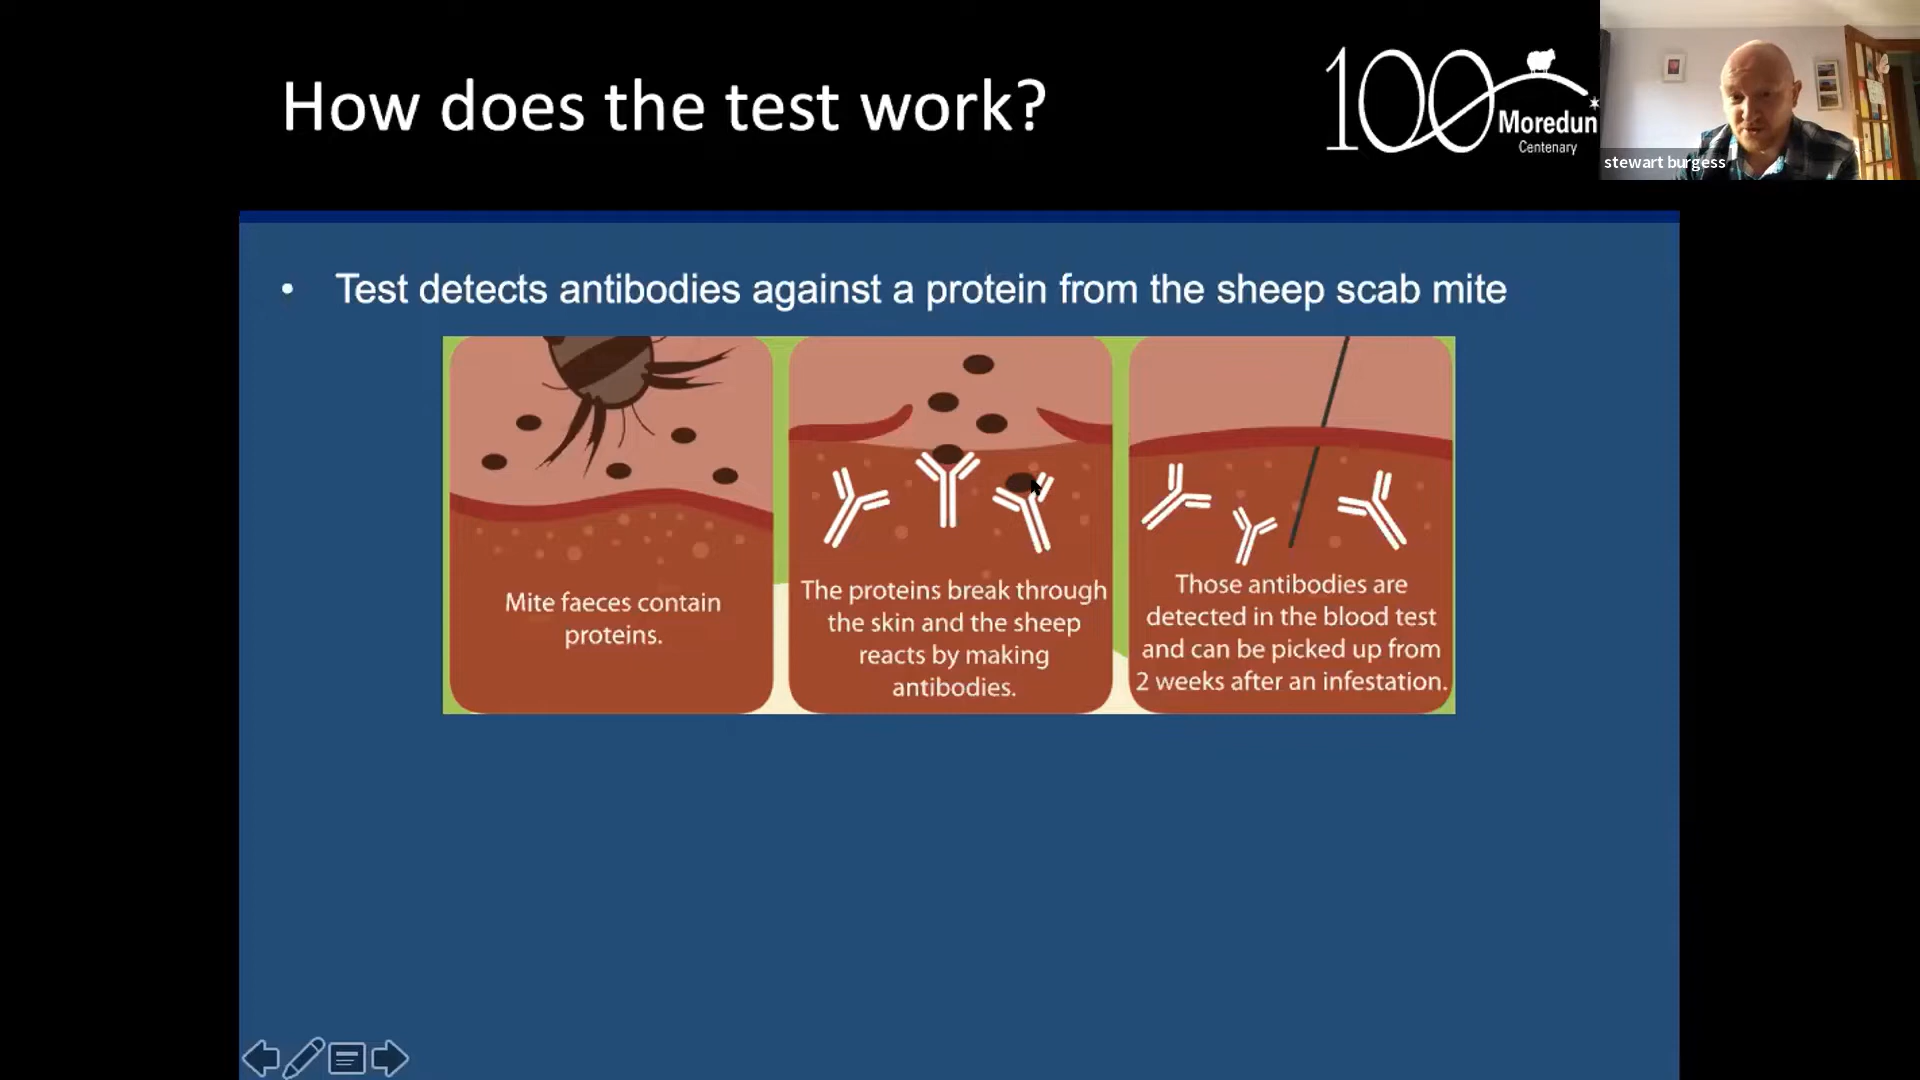 How does the test work?
100 Moredun
Centenary
stewart burgess
• Test detects antibodies against a protein from the sheep scab mite
Mite faeces contain
proteins.
The proteins break through
the skin and the sheep
reacts by making
antibodies.
Those antibodies are
detected in the blood test
and can be picked up from
2 weeks after an infestation.